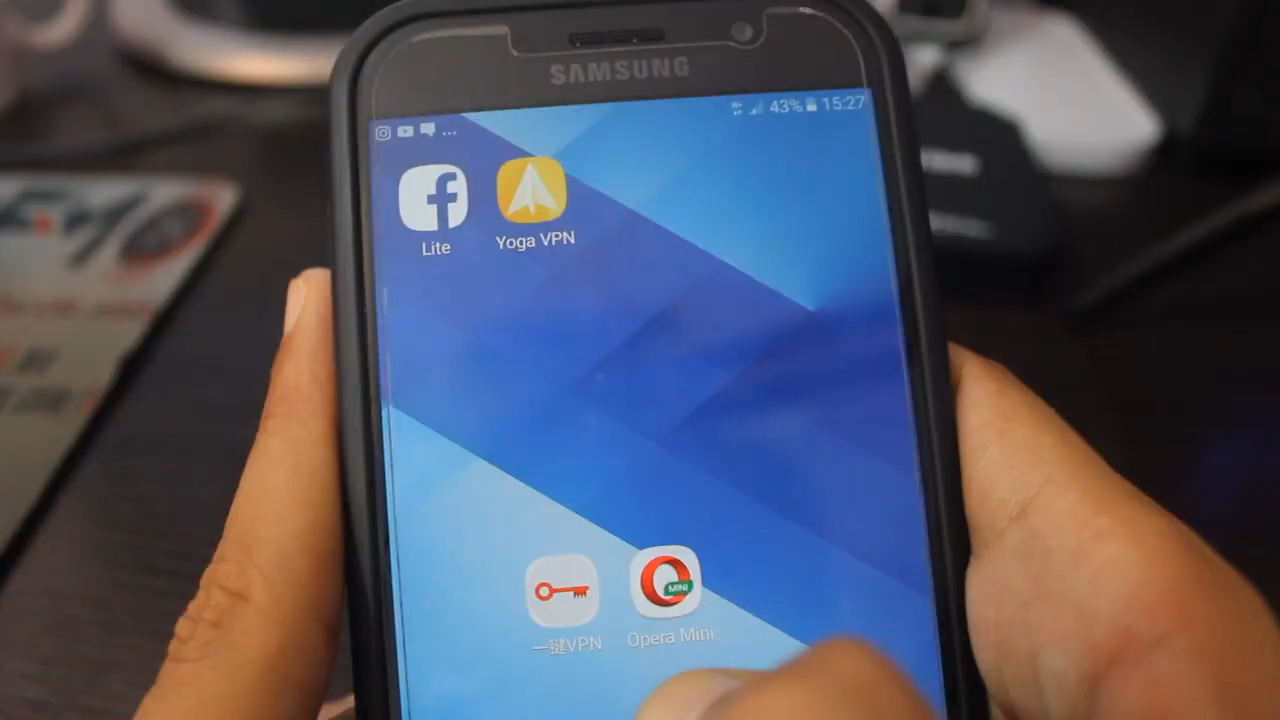 SAMSUNG
43% 15:27
Lite
Yoga VPN
一键VPN
MINI
Opera Mini